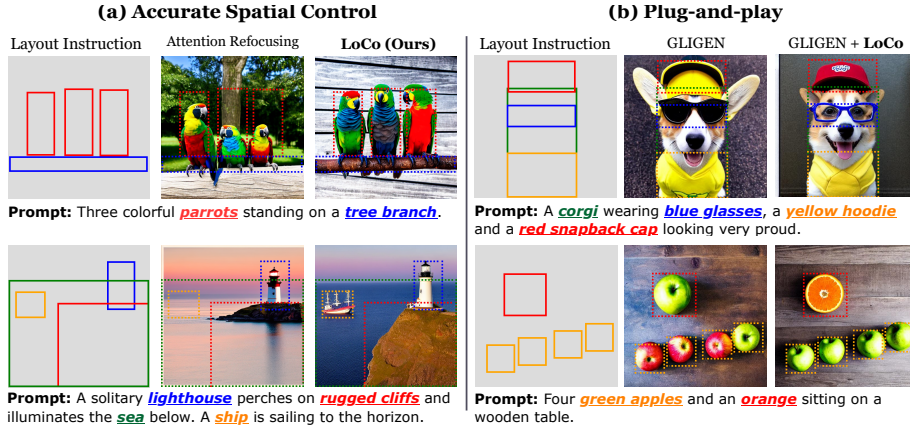 (a) Accurate Spatial Control
Layout Instruction
Attention Refocusing
LoCo (Ours)
Prompt: Three colorful parrots standing on a tree branch.
Prompt: A solitary lighthouse perches on rugged cliffs and
illuminates the sea below. A ship is sailing to the horizon.
(b) Plug-and-play
Layout Instruction
GLIGEN
GLIGEN + LoCo
Prompt: A corgi wearing blue glasses, a yellow hoodie
and a red snapback cap looking very proud.
Prompt: Four green apples and an orange sitting on a
wooden table.